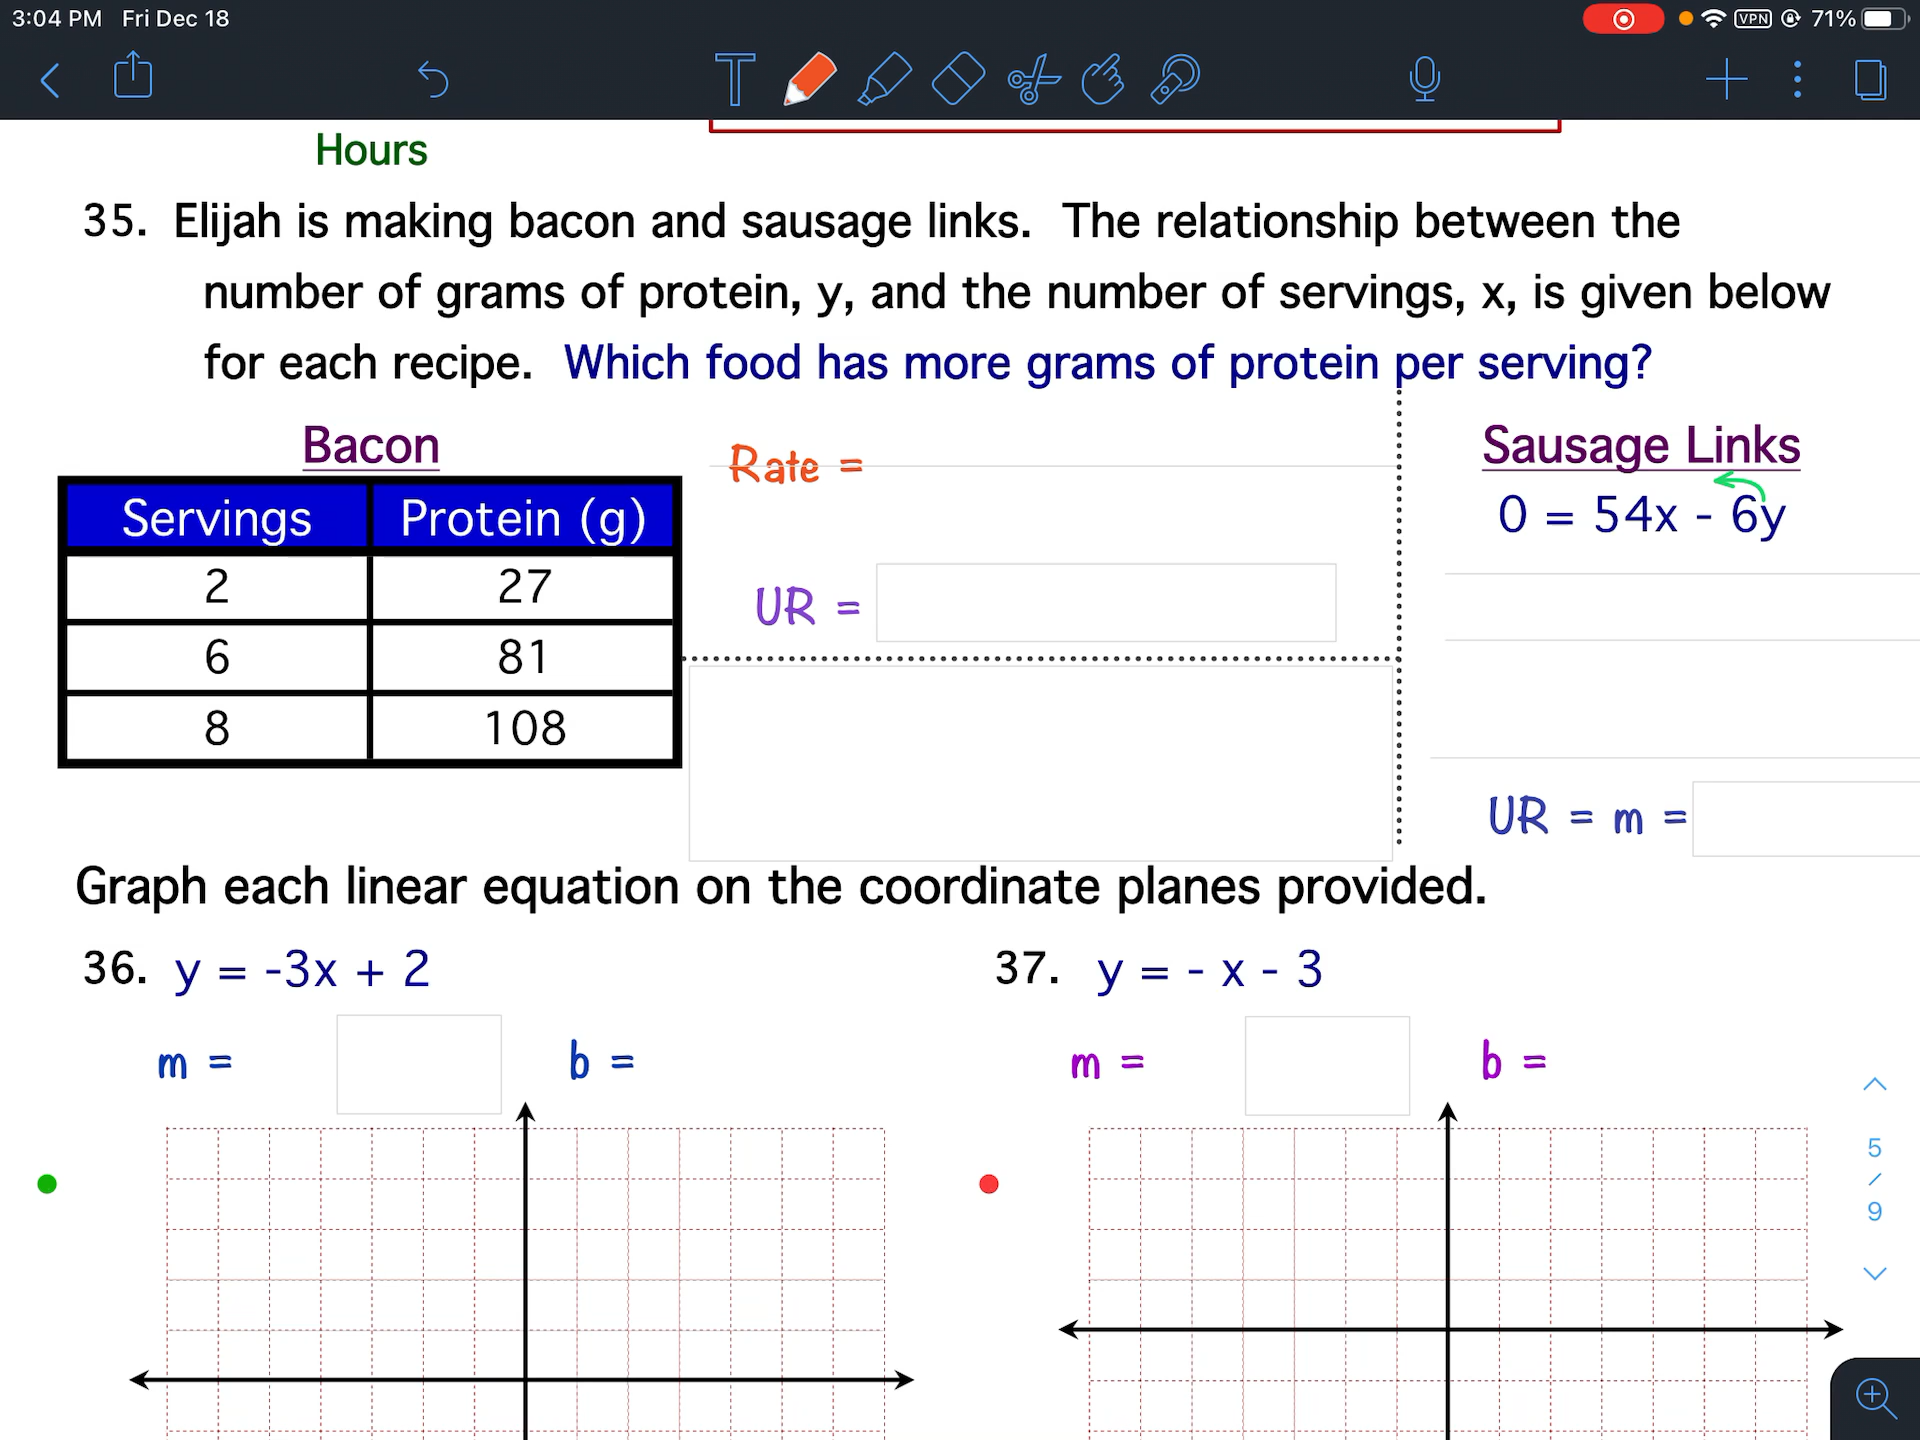 3:04 PM Fri Dec 18
VPN 71%
T
Hours
35. Elijah is making bacon and sausage links. The relationship between the
number of grams of protein, y, and the number of servings, x, is given below
for each recipe. Which food has more grams of protein per serving?
Bacon
Servings Protein (g)
2 27
6 81
8 108
Rate =
UR =
Sausage Links
0 = 54x - 6y
UR = m =
Graph each linear equation on the coordinate planes provided.
36. y = -3x + 2
m = b =
37. y = - x - 3
m = b =
5
/
9